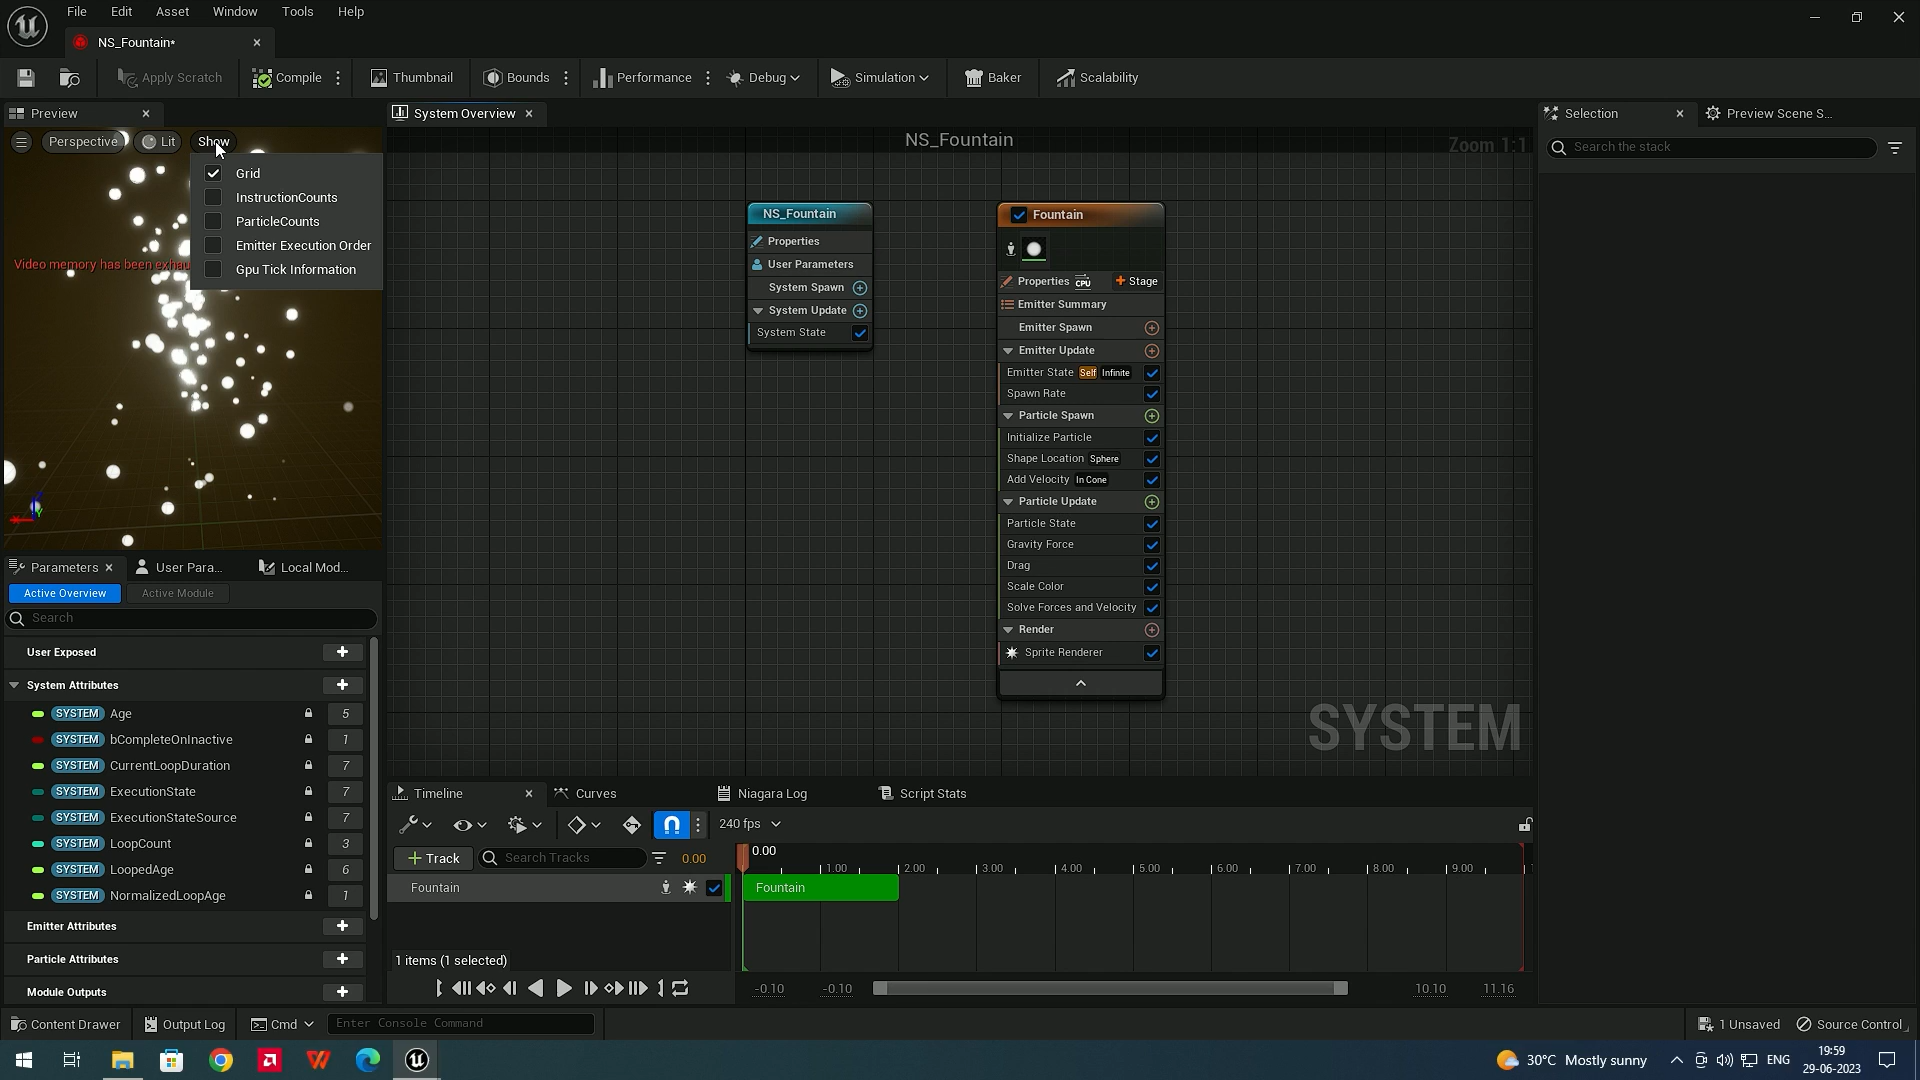 File Edit Asset Window Tools Help
NS_Fountain*
Apply Scratch Compile Thumbnail Bounds Performance Debug Simulation Baker Scalability
Preview
System Overview
Selection
Preview Scene S...
Perspective Lit Show
NS_Fountain
Zoom 1:1
Search the stack
Grid
InstructionCounts
ParticleCounts
Emitter Execution Order
Gpu Tick Information
Video memory has been exhau
NS_Fountain
Properties
User Parameters
System Spawn
System Update
System State
Fountain
Properties CPU Stage
Emitter Summary
Emitter Spawn
Emitter Update
Emitter State Self Infinite
Spawn Rate
Particle Spawn
Initialize Particle
Shape Location Sphere
Add Velocity In Cone
Particle Update
Particle State
Gravity Force
Drag
Scale Color
Solve Forces and Velocity
Render
Sprite Renderer
SYSTEM
Parameters User Para... Local Mod...
Active Overview Active Module
Search
User Exposed
System Attributes
SYSTEM Age 5
SYSTEM bCompleteOnInactive 1
SYSTEM CurrentLoopDuration 7
SYSTEM ExecutionState 7
SYSTEM ExecutionStateSource 7
SYSTEM LoopCount 3
SYSTEM LoopedAge 6
SYSTEM NormalizedLoopAge 1
Emitter Attributes
Particle Attributes
Module Outputs
Timeline Curves Niagara Log Script Stats
240 fps
Track Search Tracks 0.00
0.00
1.00 2.00 3.00 4.00 5.00 6.00 7.00 8.00 9.00
Fountain
Fountain
1 items (1 selected)
-0.10 -0.10 10.10 11.16
Content Drawer Output Log Cmd Enter Console Command
1 Unsaved Source Control
30°C Mostly sunny ENG
19:59
29-06-2023